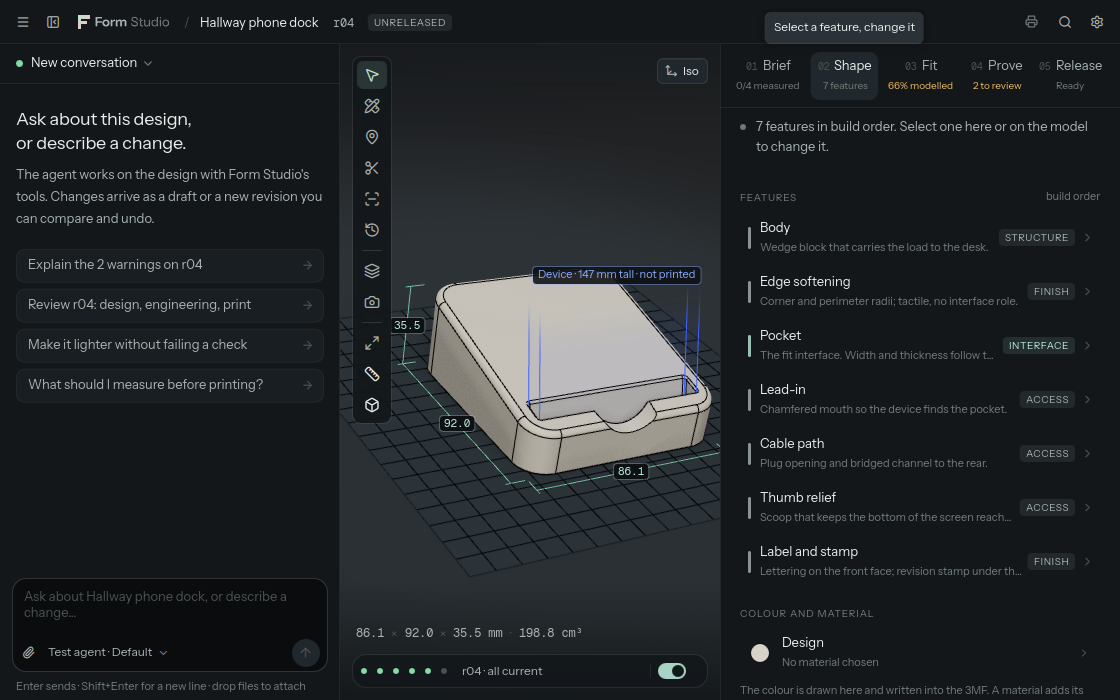 Form Studio / Hallway phone dock r04 UNRELEASED
Select a feature, change it
New conversation
Ask about this design,
or describe a change.
The agent works on the design with Form Studio's
tools. Changes arrive as a draft or a new revision you
can compare and undo.
Explain the 2 warnings on r04
Review r04: design, engineering, print
Make it lighter without failing a check
What should I measure before printing?
Ask about Hallway phone dock, or describe a
change...
Test agent · Default
Enter sends · Shift+Enter for a new line · drop files to attach
Iso
Device · 147 mm tall · not printed
35.5
92.0
86.1
86.1 × 92.0 × 35.5 mm · 198.8 cm³
r04 · all current
01 Brief
0/4 measured
02 Shape
7 features
03 Fit
66% modelled
04 Prove
2 to review
05 Release
Ready
7 features in build order. Select one here or on the model
to change it.
FEATURES build order
Body
Wedge block that carries the load to the desk.
STRUCTURE
Edge softening
Corner and perimeter radii; tactile, no interface role.
FINISH
Pocket
The fit interface. Width and thickness follow t...
INTERFACE
Lead-in
Chamfered mouth so the device finds the pocket.
ACCESS
Cable path
Plug opening and bridged channel to the rear.
ACCESS
Thumb relief
Scoop that keeps the bottom of the screen reach...
ACCESS
Label and stamp
Lettering on the front face; revision stamp under th...
FINISH
COLOUR AND MATERIAL
Design
No material chosen
The colour is drawn here and written into the 3MF. A material adds its